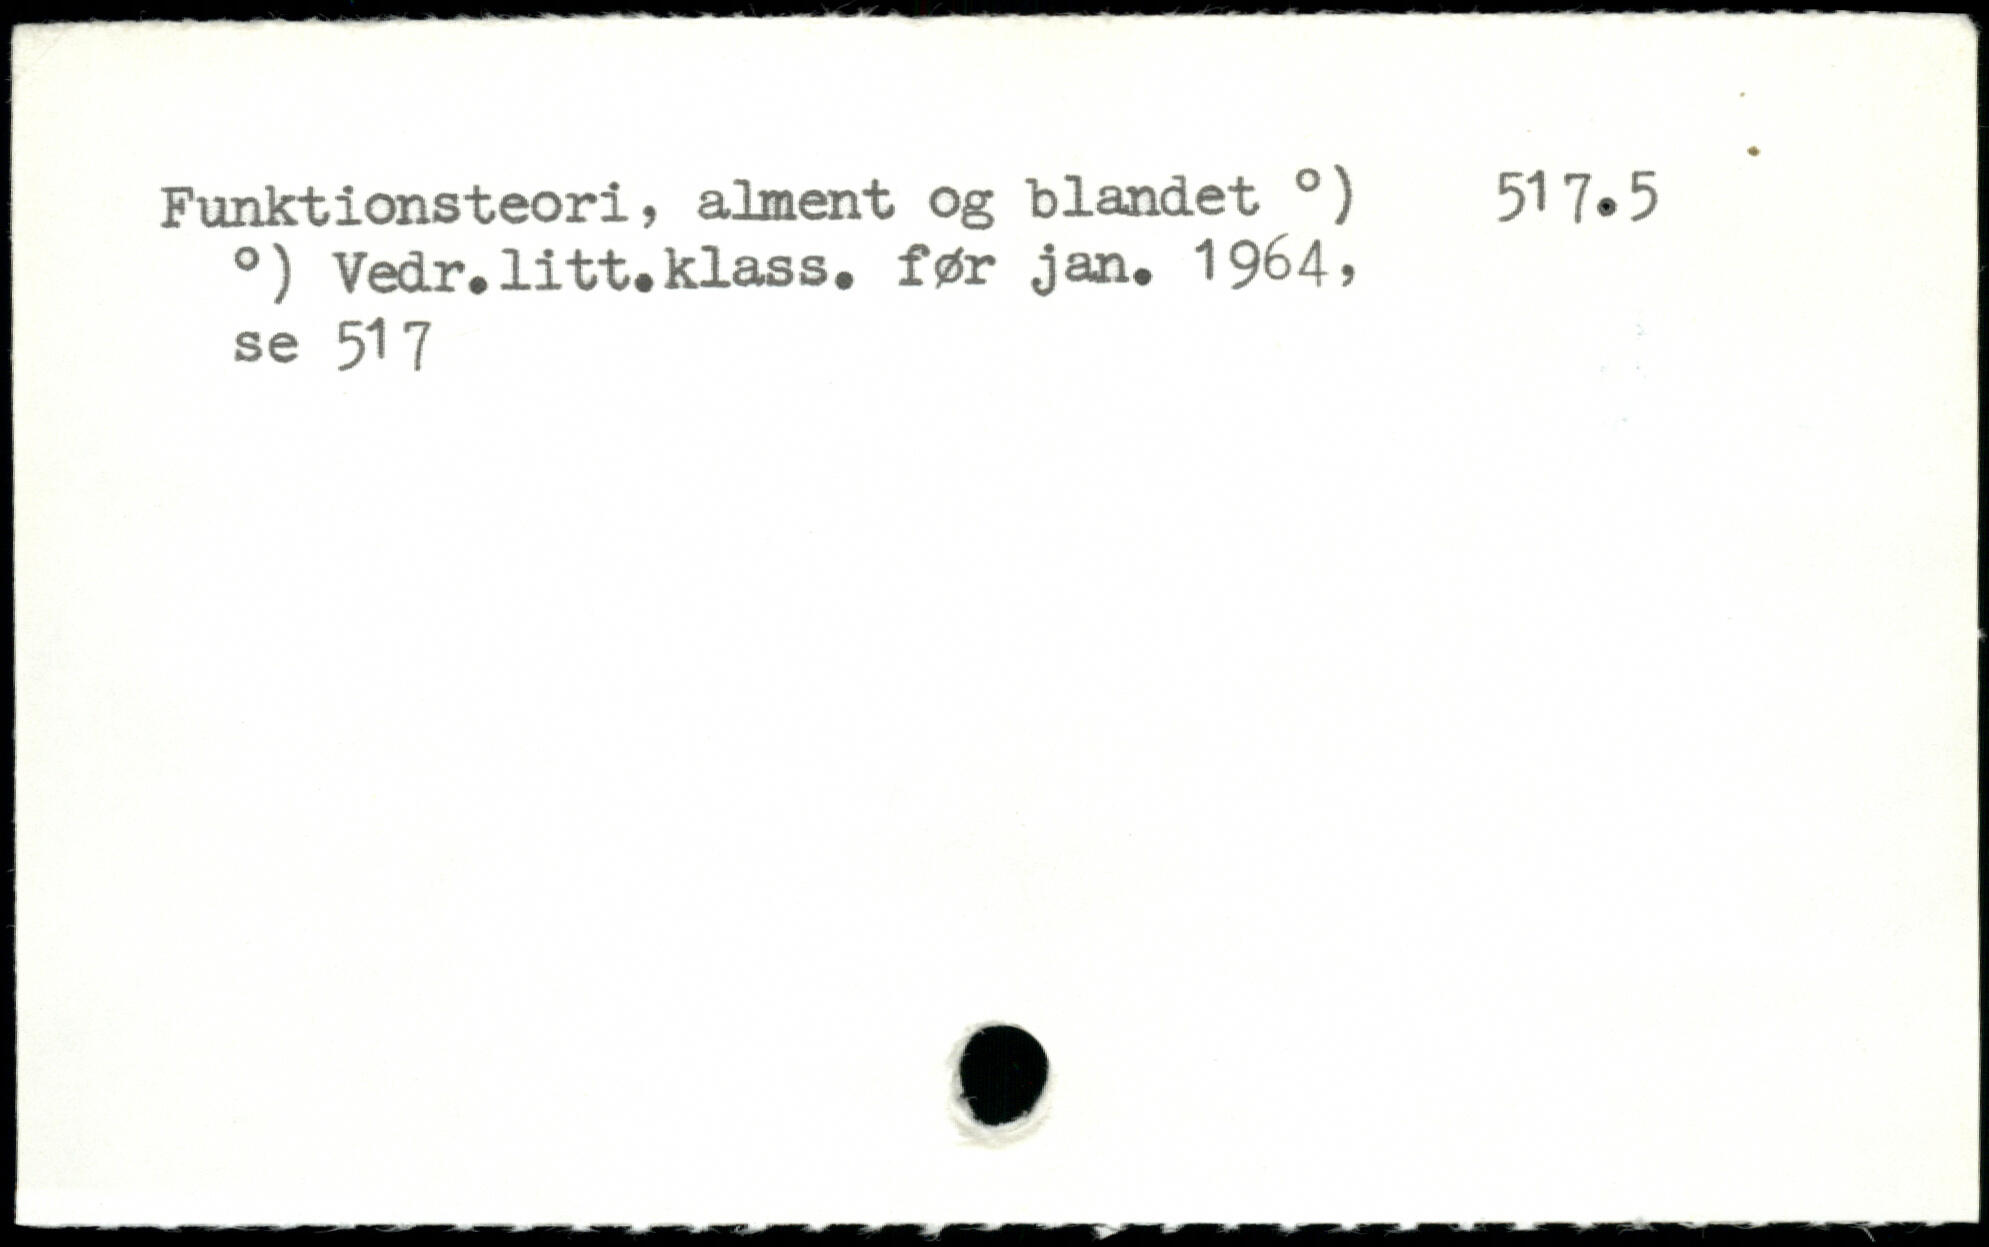 Funktionsteori, alment og blandet °) 517.5
°) Vedr.litt.klass. før jan. 1964,
se 517